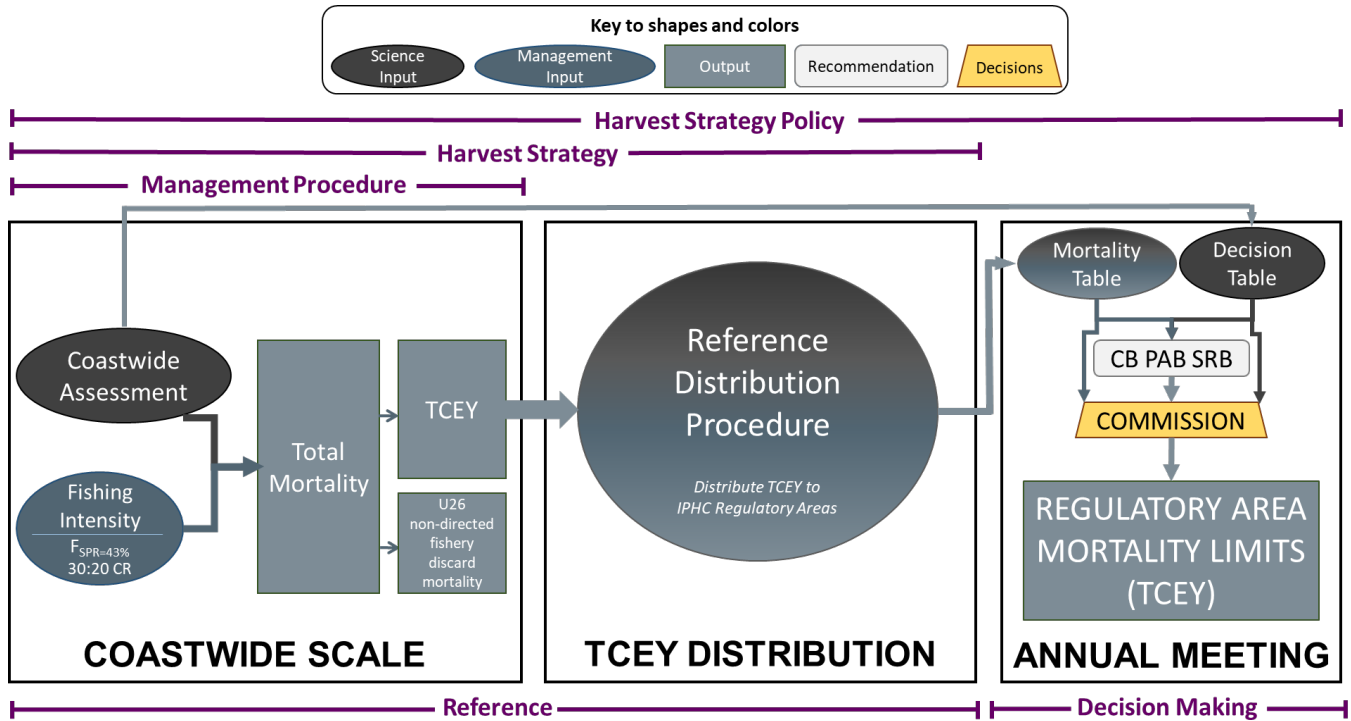 Key to shapes and colors
Science
Input
Management
Input
Output
Recommendation
Decisions
Harvest Strategy Policy
Harvest Strategy
Management Procedure
Coastwide
Assessment
Fishing
Intensity
FSPR=43%
30:20 CR
Total
Mortality
TCEY
U26
non-directed
fishery
discard
mortality
COASTWIDE SCALE
Reference
Distribution
Procedure
Distribute TCEY to
IPHC Regulatory Areas
TCEY DISTRIBUTION
Mortality
Table
Decision
Table
CB PAB SRB
COMMISSION
REGULATORY AREA
MORTALITY LIMITS
(TCEY)
ANNUAL MEETING
Reference
Decision Making